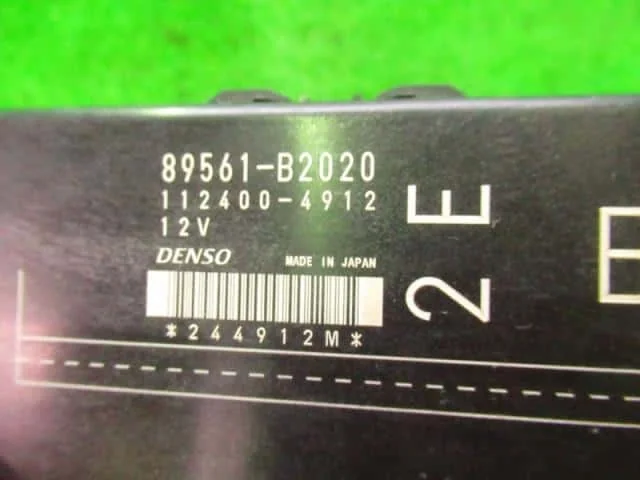 89561-B2020
112400-4912
12V
DENSO MADE IN JAPAN
*244912M*
2E